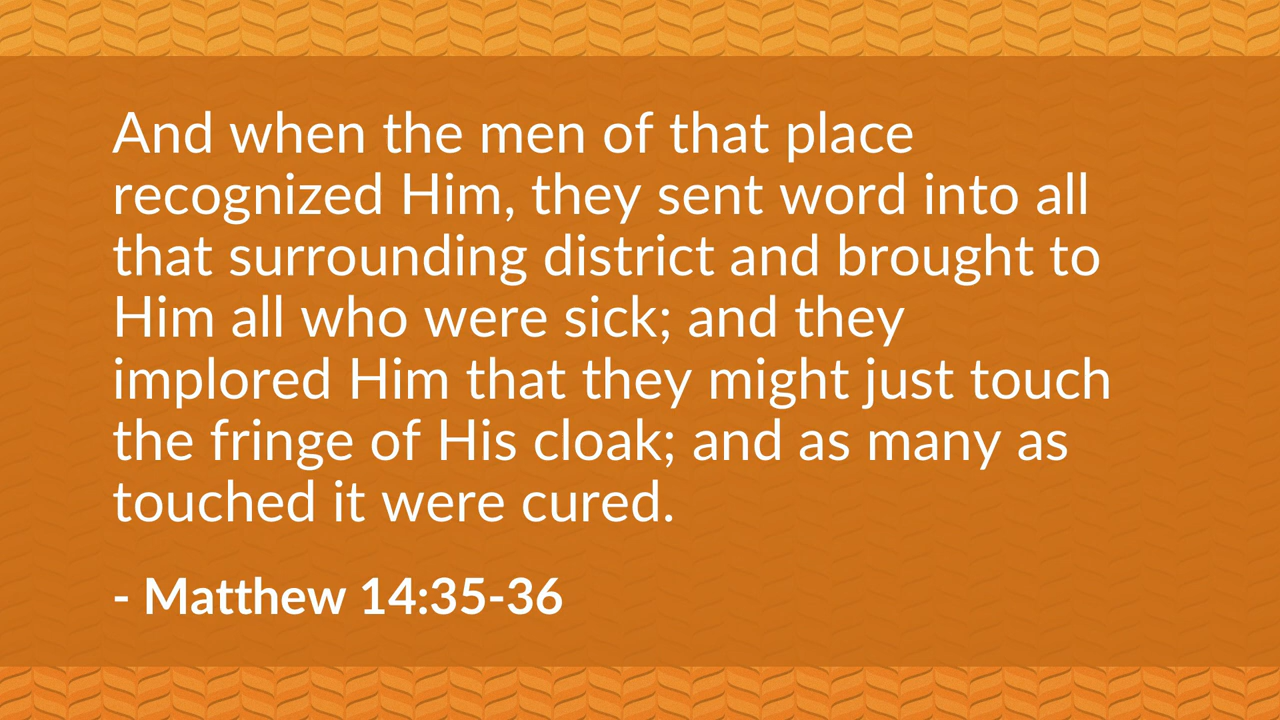 And when the men of that place
recognized Him, they sent word into all
that surrounding district and brought to
Him all who were sick; and they
implored Him that they might just touch
the fringe of His cloak; and as many as
touched it were cured.
- Matthew 14:35-36